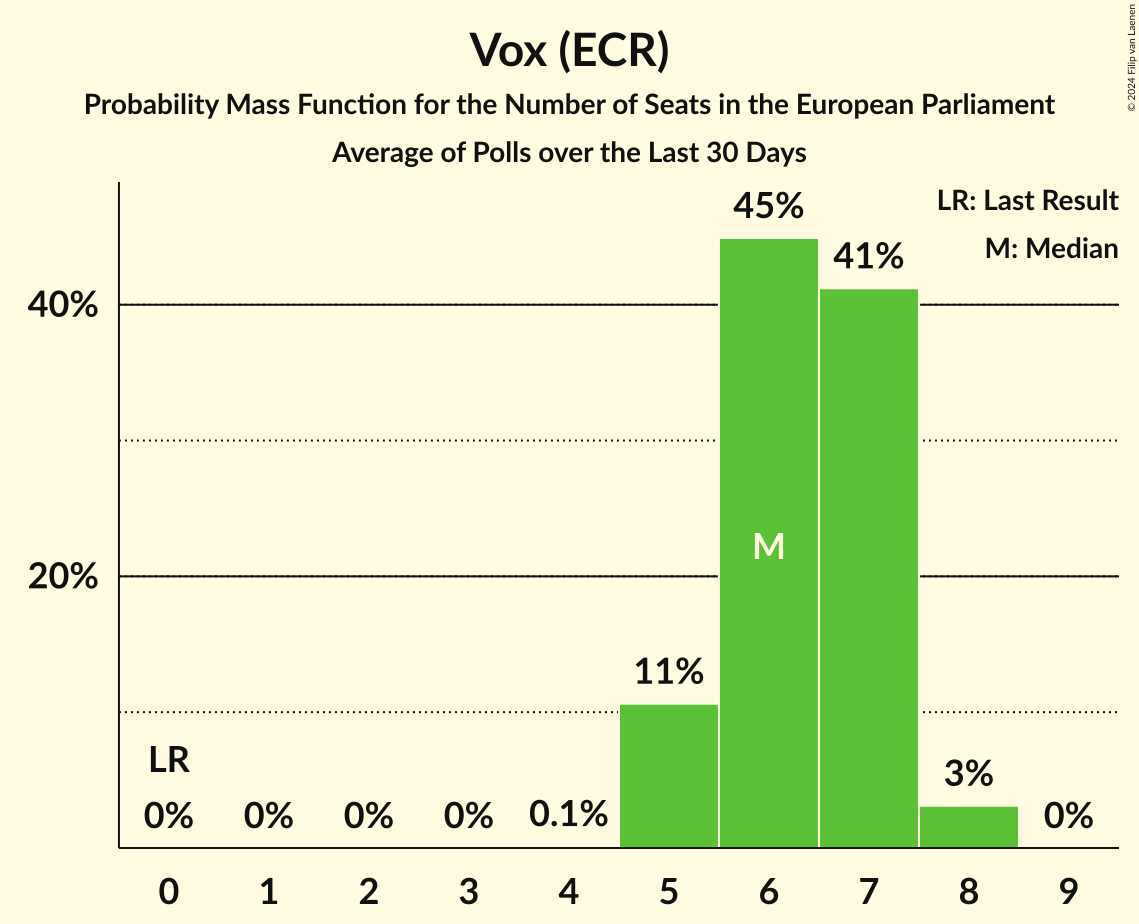 Vox (ECR)
Probability Mass Function for the Number of Seats in the European Parliament
Average of Polls over the Last 30 Days
© 2024 Filip van Laenen
LR: Last Result
M: Median
45%
41%
40%
M
20%
11%
LR
3%
0% 0% 0% 0% 0.1% 0%
0 1 2 3 4 5 6 7 8 9